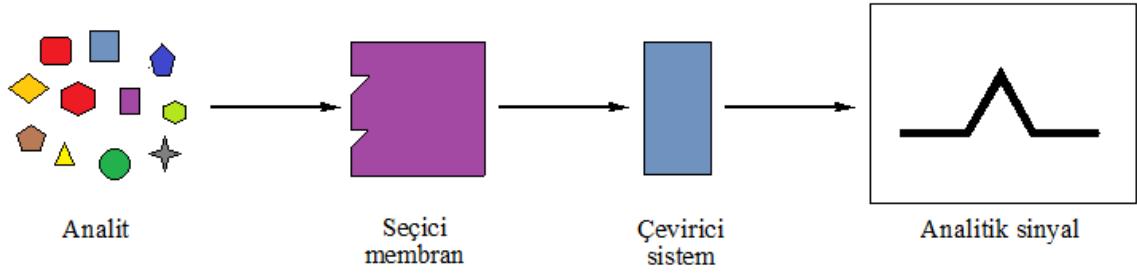 Analit
Seçici
membran
Çevirici
sistem
Analitik sinyal